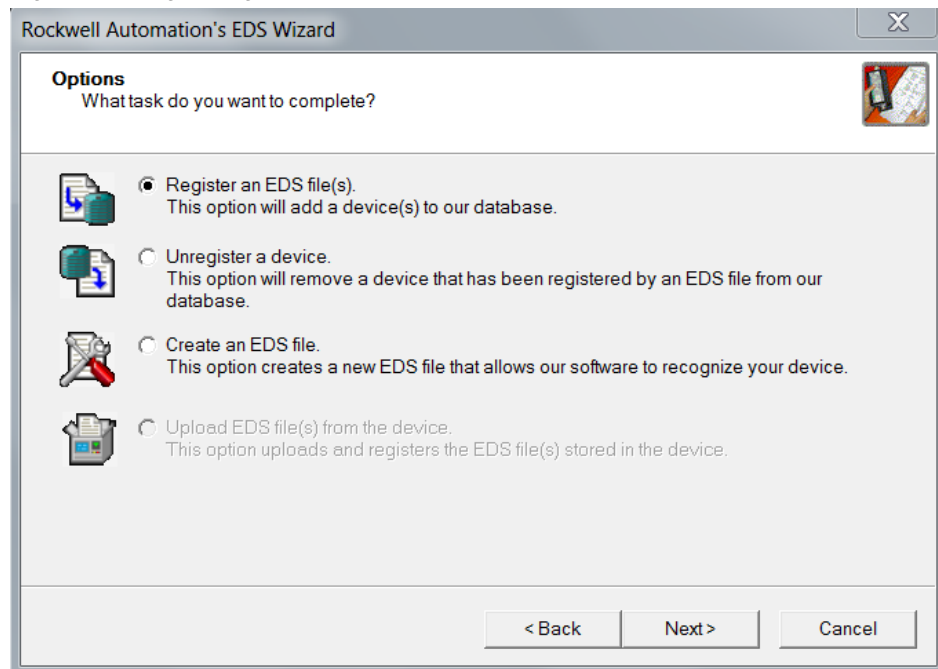 Rockwell Automation's EDS Wizard
Options
What task do you want to complete?
Register an EDS file(s).
This option will add a device(s) to our database.
Unregister a device.
This option will remove a device that has been registered by an EDS file from our
database.
Create an EDS file.
This option creates a new EDS file that allows our software to recognize your device.
Upload EDS file(s) from the device.
This option uploads and registers the EDS file(s) stored in the device.
< Back
Next >
Cancel